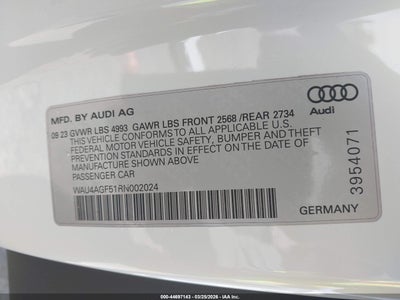 MFD. BY AUDI AG
09 23 GVWR LBS 4993 GAWR LBS FRONT 2568 /REAR 2734
THIS VEHICLE CONFORMS TO ALL APPLICABLE U.S.
FEDERAL MOTOR VEHICLE SAFETY, BUMPER AND THEFT
PREVENTION STANDARDS IN EFFECT ON THE DATE OF
MANUFACTURE SHOWN ABOVE
PASSENGER CAR
WAU4AGF51RN002024
Audi
3954071
GERMANY
000-44697143 - 03/25/2026 - IAA Inc.